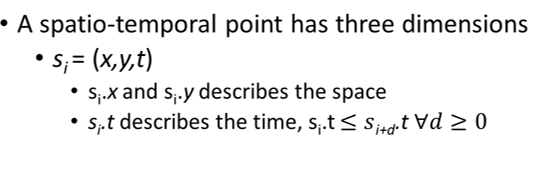 • A spatio-temporal point has three dimensions
• sᵢ= (x,y,t)
• sᵢ.x and sᵢ.y describes the space
• sᵢ.t describes the time, sᵢ.t ≤ sᵢ₊d.t ∀d ≥ 0